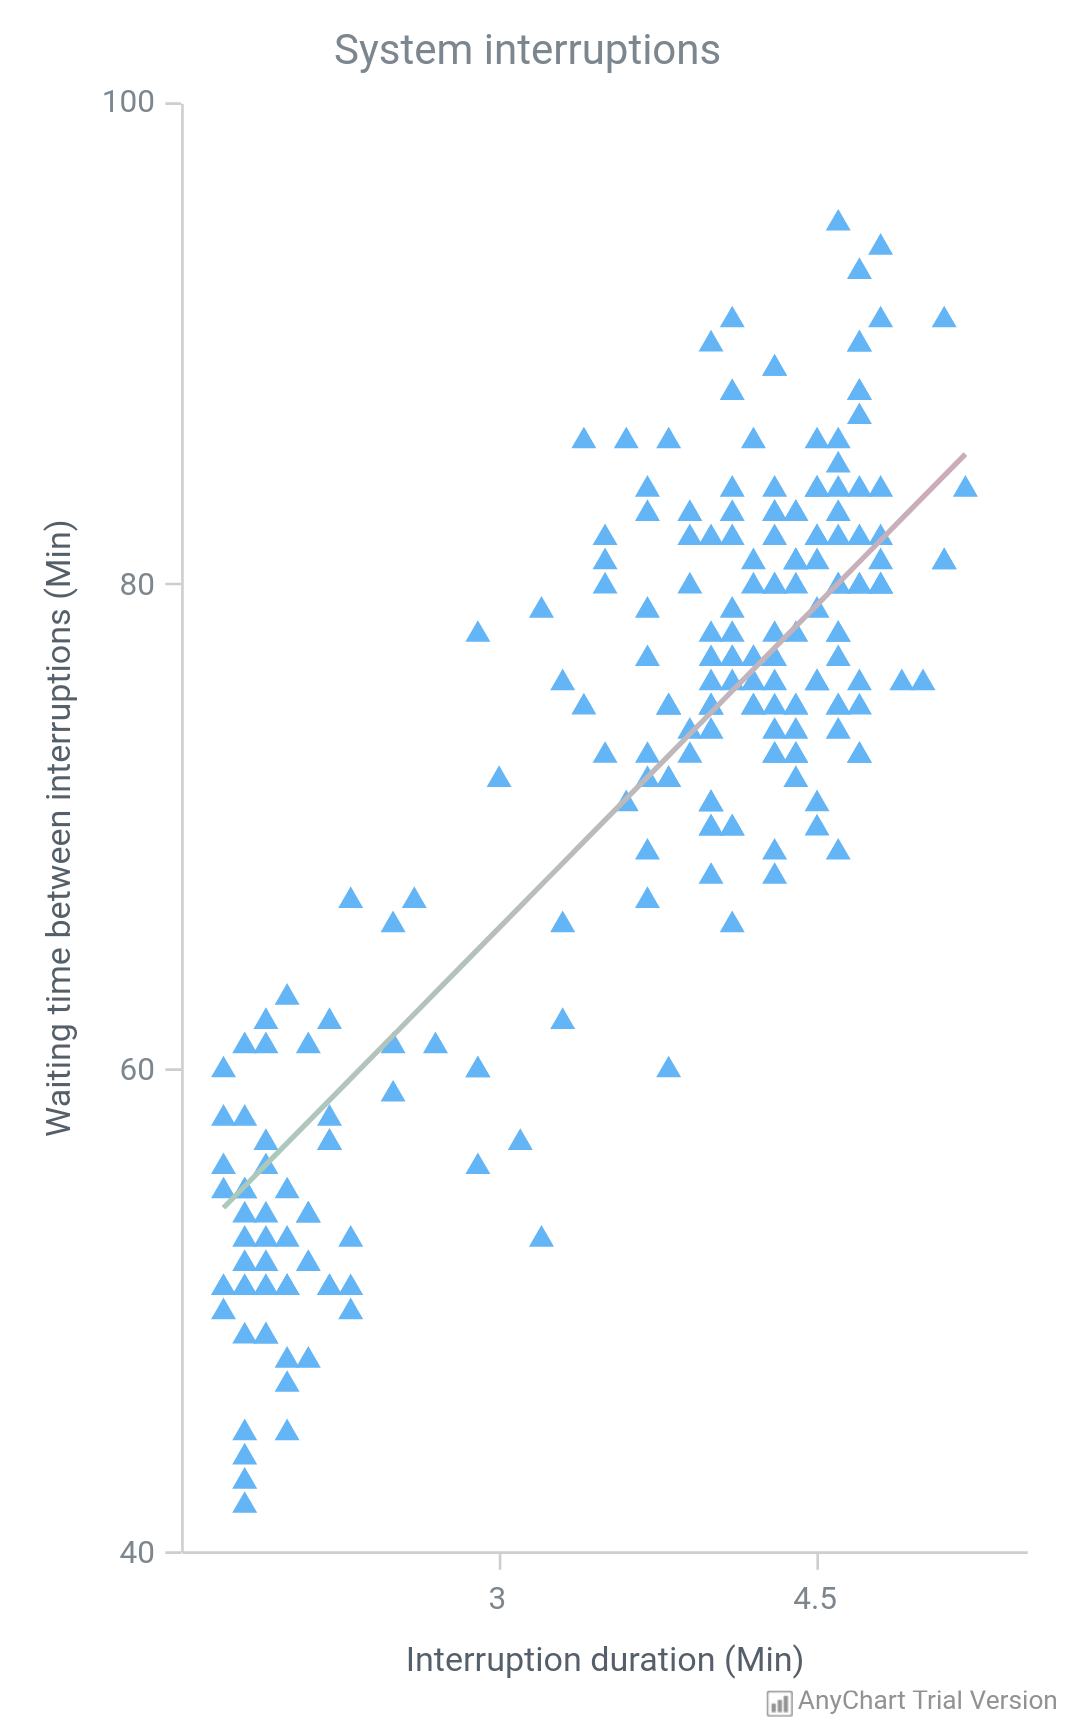 System interruptions
100
80
60
40
Waiting time between interruptions (Min)
3
4.5
Interruption duration (Min)
AnyChart Trial Version